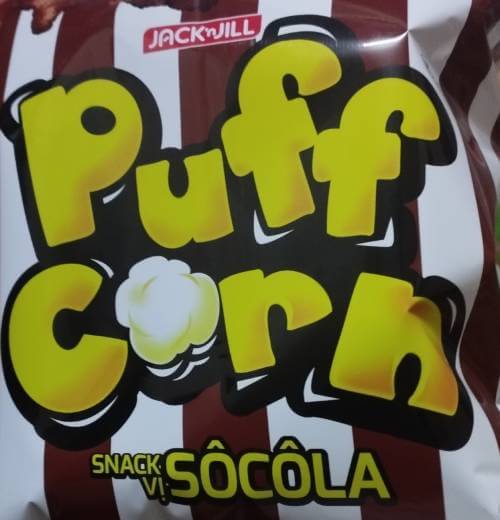 JACK'n JILL
Puff
Corn
SNACK
VỊ SÔCÔLA